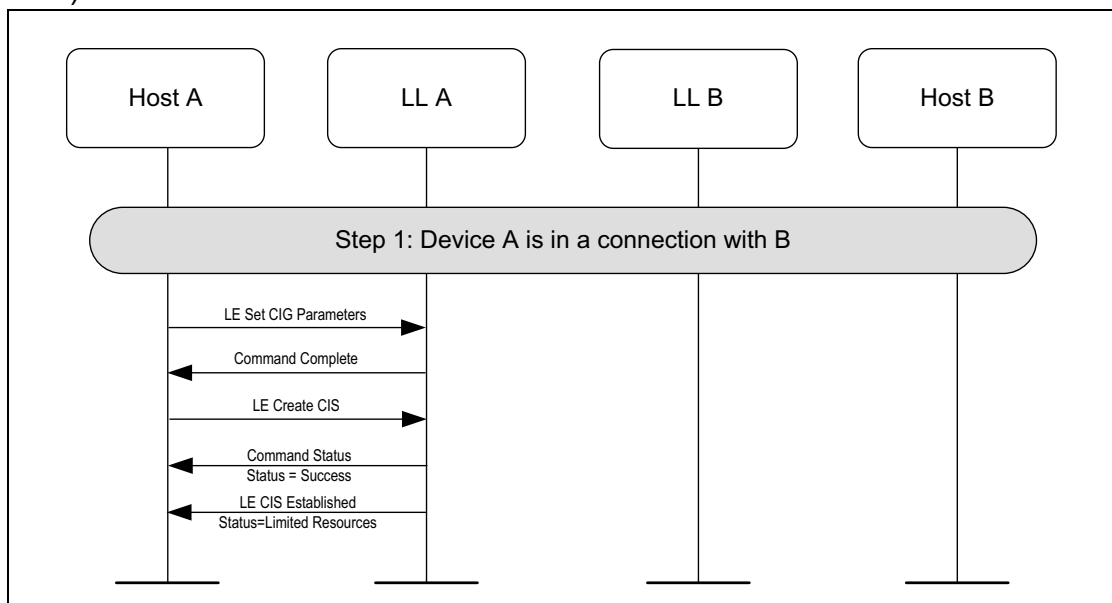 )
Host A
LL A
LL B
Host B
Step 1: Device A is in a connection with B
LE Set CIG Parameters
Command Complete
LE Create CIS
Command Status
Status = Success
LE CIS Established
Status=Limited Resources